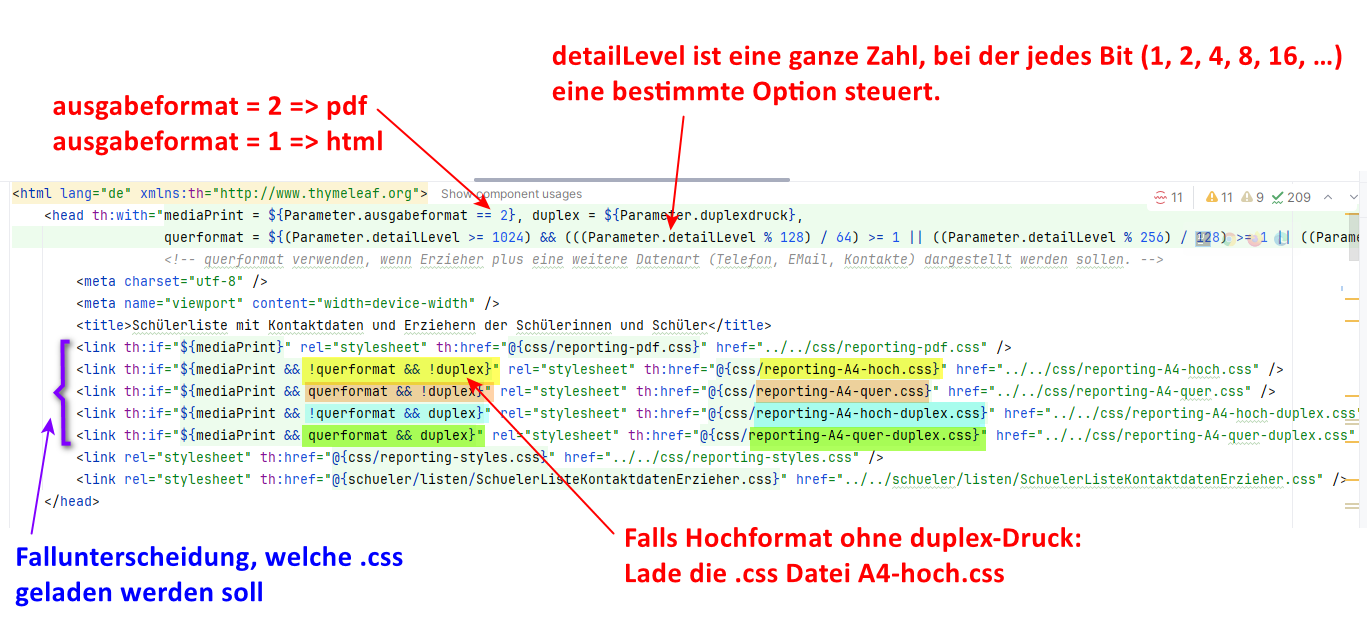 detailLevel ist eine ganze Zahl, bei der jedes Bit (1, 2, 4, 8, 16, ...)
eine bestimmte Option steuert.
ausgabeformat = 2 => pdf
ausgabeformat = 1 => html
<html lang="de" xmlns:th="http://www.thymeleaf.org"> Show component usages
11 11 9 209
<head th:with="mediaPrint = ${Parameter.ausgabeformat == 2}, duplex = ${Parameter.duplexdruck},
querformat = ${(Parameter.detailLevel >= 1024) && (((Parameter.detailLevel % 128) / 64) >= 1 || ((Parameter.detailLevel % 256) / 128) >= 1 || ((Parame
<!-- querformat verwenden, wenn Erzieher plus eine weitere Datenart (Telefon, EMail, Kontakte) dargestellt werden sollen. -->
<meta charset="utf-8" />
<meta name="viewport" content="width=device-width" />
<title>Schülerliste mit Kontaktdaten und Erziehern der Schülerinnen und Schüler</title>
<link th:if="${mediaPrint}" rel="stylesheet" th:href="@{css/reporting-pdf.css}" href="../../css/reporting-pdf.css" />
<link th:if="${mediaPrint && !querformat && !duplex}" rel="stylesheet" th:href="@{css/reporting-A4-hoch.css}" href="../../css/reporting-A4-hoch.css" />
<link th:if="${mediaPrint && querformat && !duplex}" rel="stylesheet" th:href="@{css/reporting-A4-quer.css}" href="../../css/reporting-A4-quer.css" />
<link th:if="${mediaPrint && !querformat && duplex}" rel="stylesheet" th:href="@{css/reporting-A4-hoch-duplex.css}" href="../../css/reporting-A4-hoch-duplex.css"
<link th:if="${mediaPrint && querformat && duplex}" rel="stylesheet" th:href="@{css/reporting-A4-quer-duplex.css}" href="../../css/reporting-A4-quer-duplex.css"
<link rel="stylesheet" th:href="@{css/reporting-styles.css}" href="../../css/reporting-styles.css" />
<link rel="stylesheet" th:href="@{schueler/listen/SchuelerListeKontaktdatenErzieher.css}" href="../../schueler/listen/SchuelerListeKontaktdatenErzieher.css" />
</head>
Falls Hochformat ohne duplex-Druck:
Lade die .css Datei A4-hoch.css
Fallunterscheidung, welche .css
geladen werden soll